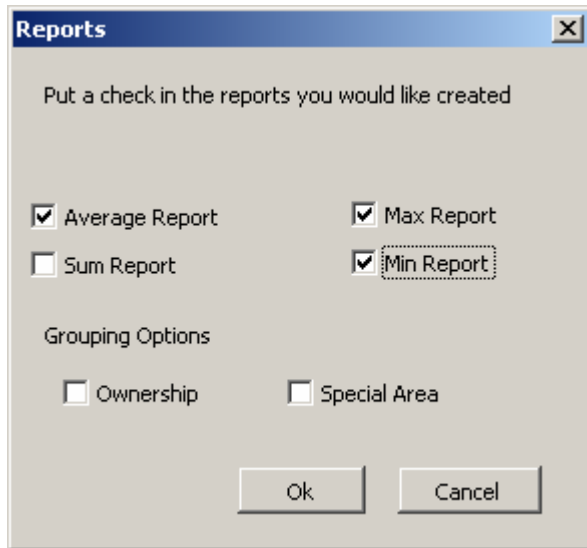 Reports
Put a check in the reports you would like created
Average Report
Max Report
Sum Report
Min Report
Grouping Options
Ownership
Special Area
Ok
Cancel